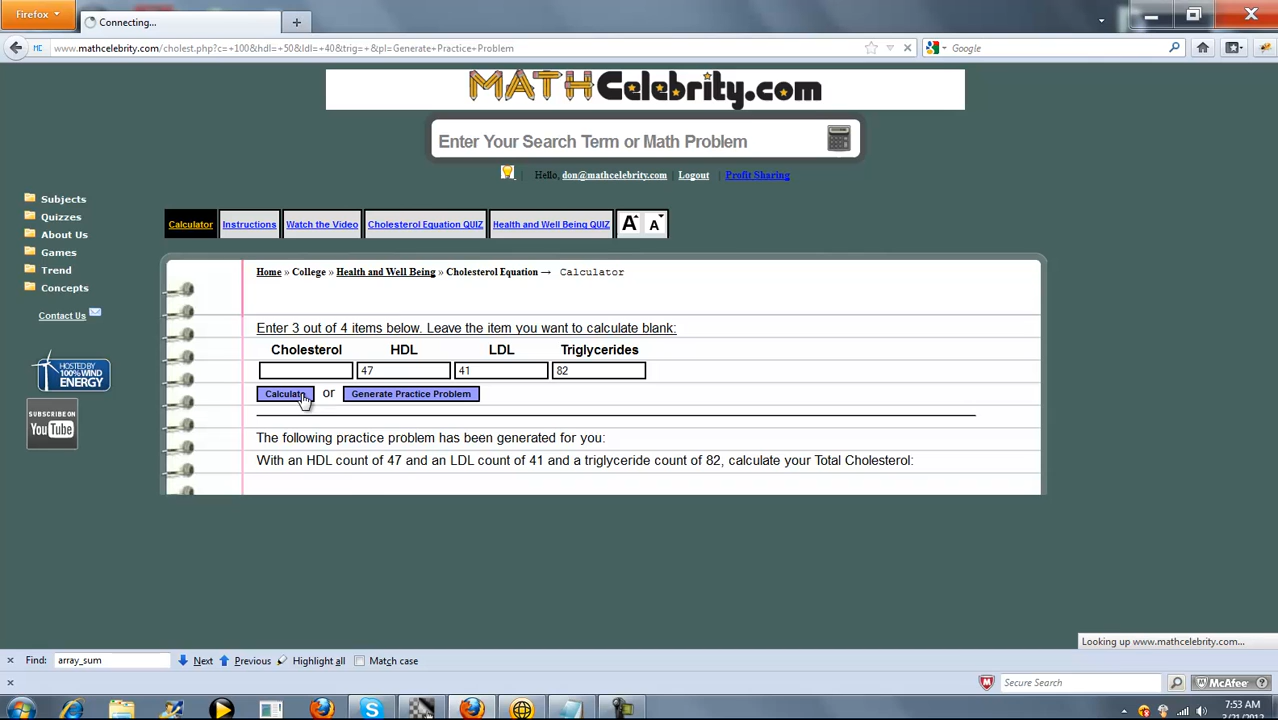 Firefox
Connecting...
www.mathcelebrity.com/cholest.php?c=+100&hdl=+50&ldl=+40&trig=+&pl=Generate+Practice+Problem
Google
MATHCelebrity.com
Enter Your Search Term or Math Problem
| Hello, don@mathcelebrity.com | Logout | Profit Sharing
Subjects
Quizzes
About Us
Games
Trend
Concepts
Contact Us
HOSTED BY
100% WIND
ENERGY
SUBSCRIBE ON
You Tube
Calculator
Instructions
Watch the Video
Cholesterol Equation QUIZ
Health and Well Being QUIZ
A A
Home » College » Health and Well Being » Cholesterol Equation → Calculator
Enter 3 out of 4 items below. Leave the item you want to calculate blank:
Cholesterol HDL LDL Triglycerides
47 41 82
Calculate or Generate Practice Problem
The following practice problem has been generated for you:
With an HDL count of 47 and an LDL count of 41 and a triglyceride count of 82, calculate your Total Cholesterol:
Looking up www.mathcelebrity.com...
× Find: array_sum Next Previous Highlight all Match case
× Secure Search McAfee
7:53 AM
3/21/2012